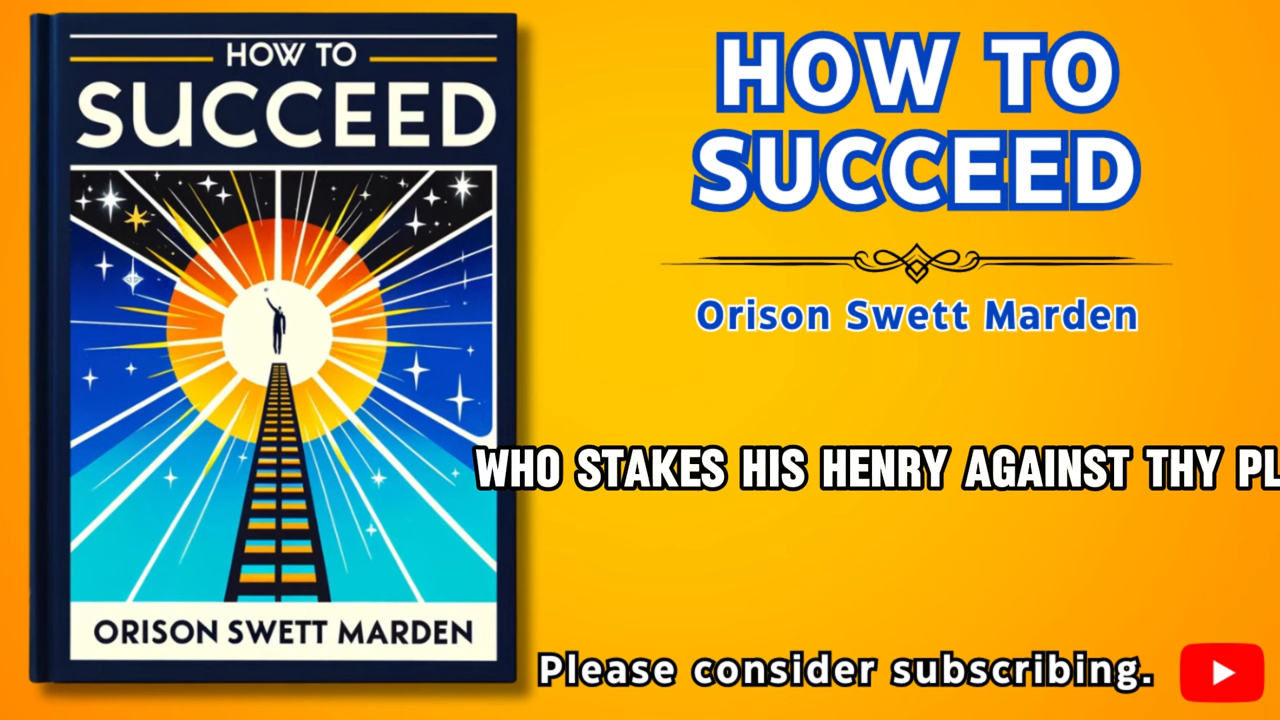 HOW TO
SUCCEED
ORISON SWETT MARDEN
HOW TO
SUCCEED
Orison Swett Marden
WHO STAKES HIS HENRY AGAINST THY
Please consider subscribing.